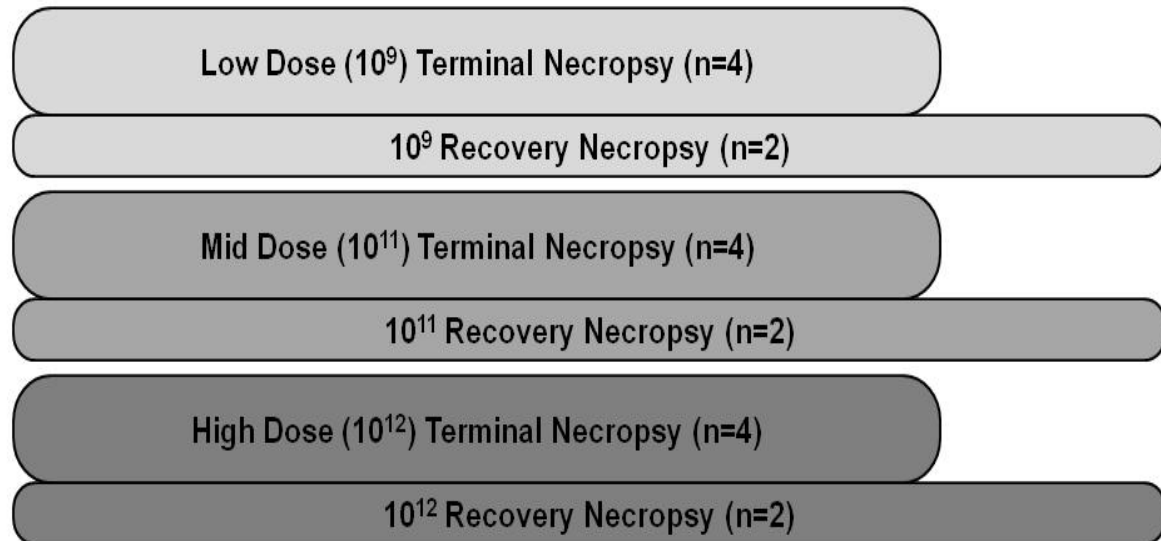 Low Dose (10⁹) Terminal Necropsy (n=4)
10⁹ Recovery Necropsy (n=2)
Mid Dose (10¹¹) Terminal Necropsy (n=4)
10¹¹ Recovery Necropsy (n=2)
High Dose (10¹²) Terminal Necropsy (n=4)
10¹² Recovery Necropsy (n=2)